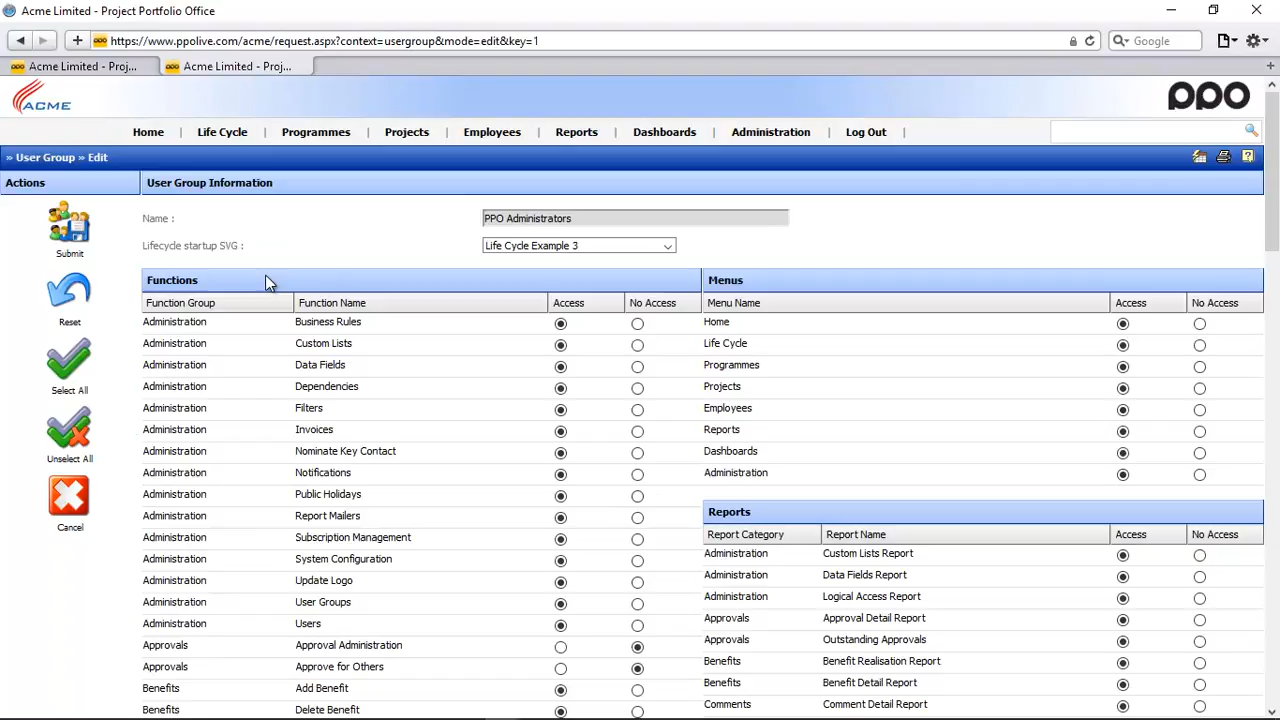 Acme Limited - Project Portfolio Office
https://www.ppolive.com/acme/request.aspx?context=usergroup&mode=edit&key=1
Google
Acme Limited - Proj...
Acme Limited - Proj...
ACME
ppo
Home | Life Cycle | Programmes | Projects | Employees | Reports | Dashboards | Administration | Log Out |
» User Group » Edit
Actions
User Group Information
Submit
Reset
Select All
Unselect All
Cancel
Name :
PPO Administrators
Lifecycle startup SVG :
Life Cycle Example 3
Functions
Function Group Function Name Access No Access
Administration Business Rules
Administration Custom Lists
Administration Data Fields
Administration Dependencies
Administration Filters
Administration Invoices
Administration Nominate Key Contact
Administration Notifications
Administration Public Holidays
Administration Report Mailers
Administration Subscription Management
Administration System Configuration
Administration Update Logo
Administration User Groups
Administration Users
Approvals Approval Administration
Approvals Approve for Others
Benefits Add Benefit
Benefits Delete Benefit
Menus
Menu Name Access No Access
Home
Life Cycle
Programmes
Projects
Employees
Reports
Dashboards
Administration
Reports
Report Category Report Name Access No Access
Administration Custom Lists Report
Administration Data Fields Report
Administration Logical Access Report
Approvals Approval Detail Report
Approvals Outstanding Approvals
Benefits Benefit Realisation Report
Benefits Benefit Detail Report
Comments Comment Detail Report